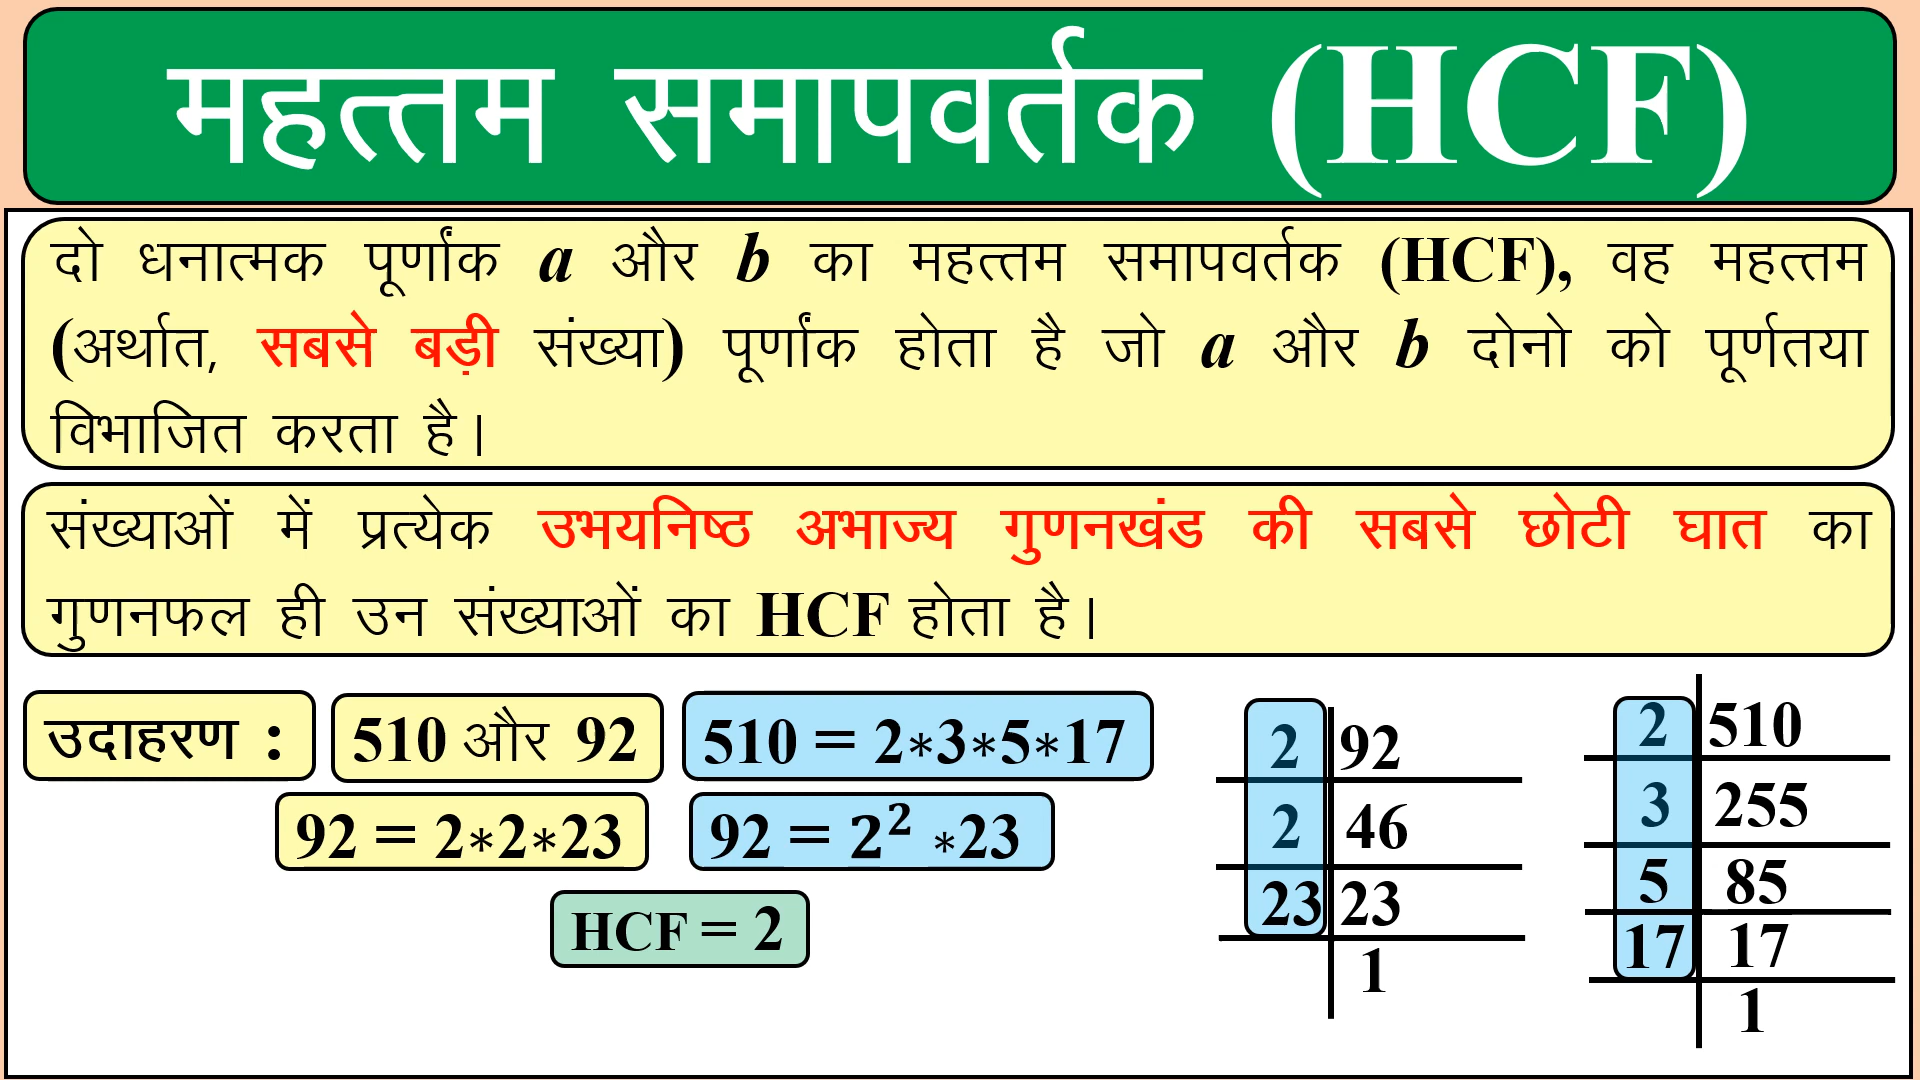 महत्तम समापवर्तक (HCF)
दो धनात्मक पूर्णांक a और b का महत्तम समापवर्तक (HCF), वह महत्तम
(अर्थात, सबसे बड़ी संख्या) पूर्णांक होता है जो a और b दोनो को पूर्णतया
विभाजित करता है।
संख्याओं में प्रत्येक उभयनिष्ठ अभाज्य गुणनखंड की सबसे छोटी घात का
गुणनफल ही उन संख्याओं का HCF होता है।
उदाहरण :
510 और 92
510 = 2*3*5*17
92 = 2*2*23
92 = 2² *23
HCF = 2
2 92
2 46
23 23
1
2 510
3 255
5 85
17 17
1